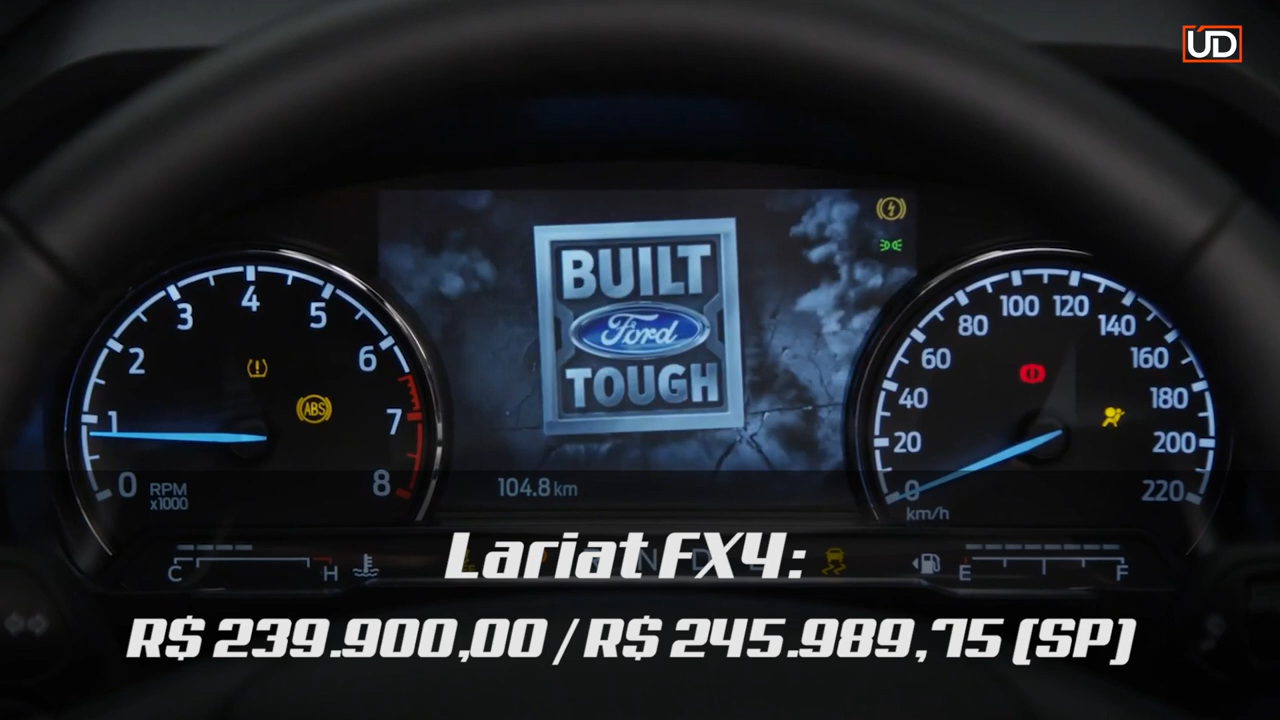 UD
BUILT
Ford
TOUGH
0 1 2 3 4 5 6 7 8
RPM
x1000
ABS
0 20 40 60 80 100 120 140 160 180 200 220
km/h
104.8 km
C H
N D
E F
Lariat FX4:
R$ 239.900,00 / R$ 245.989,75 (SP)